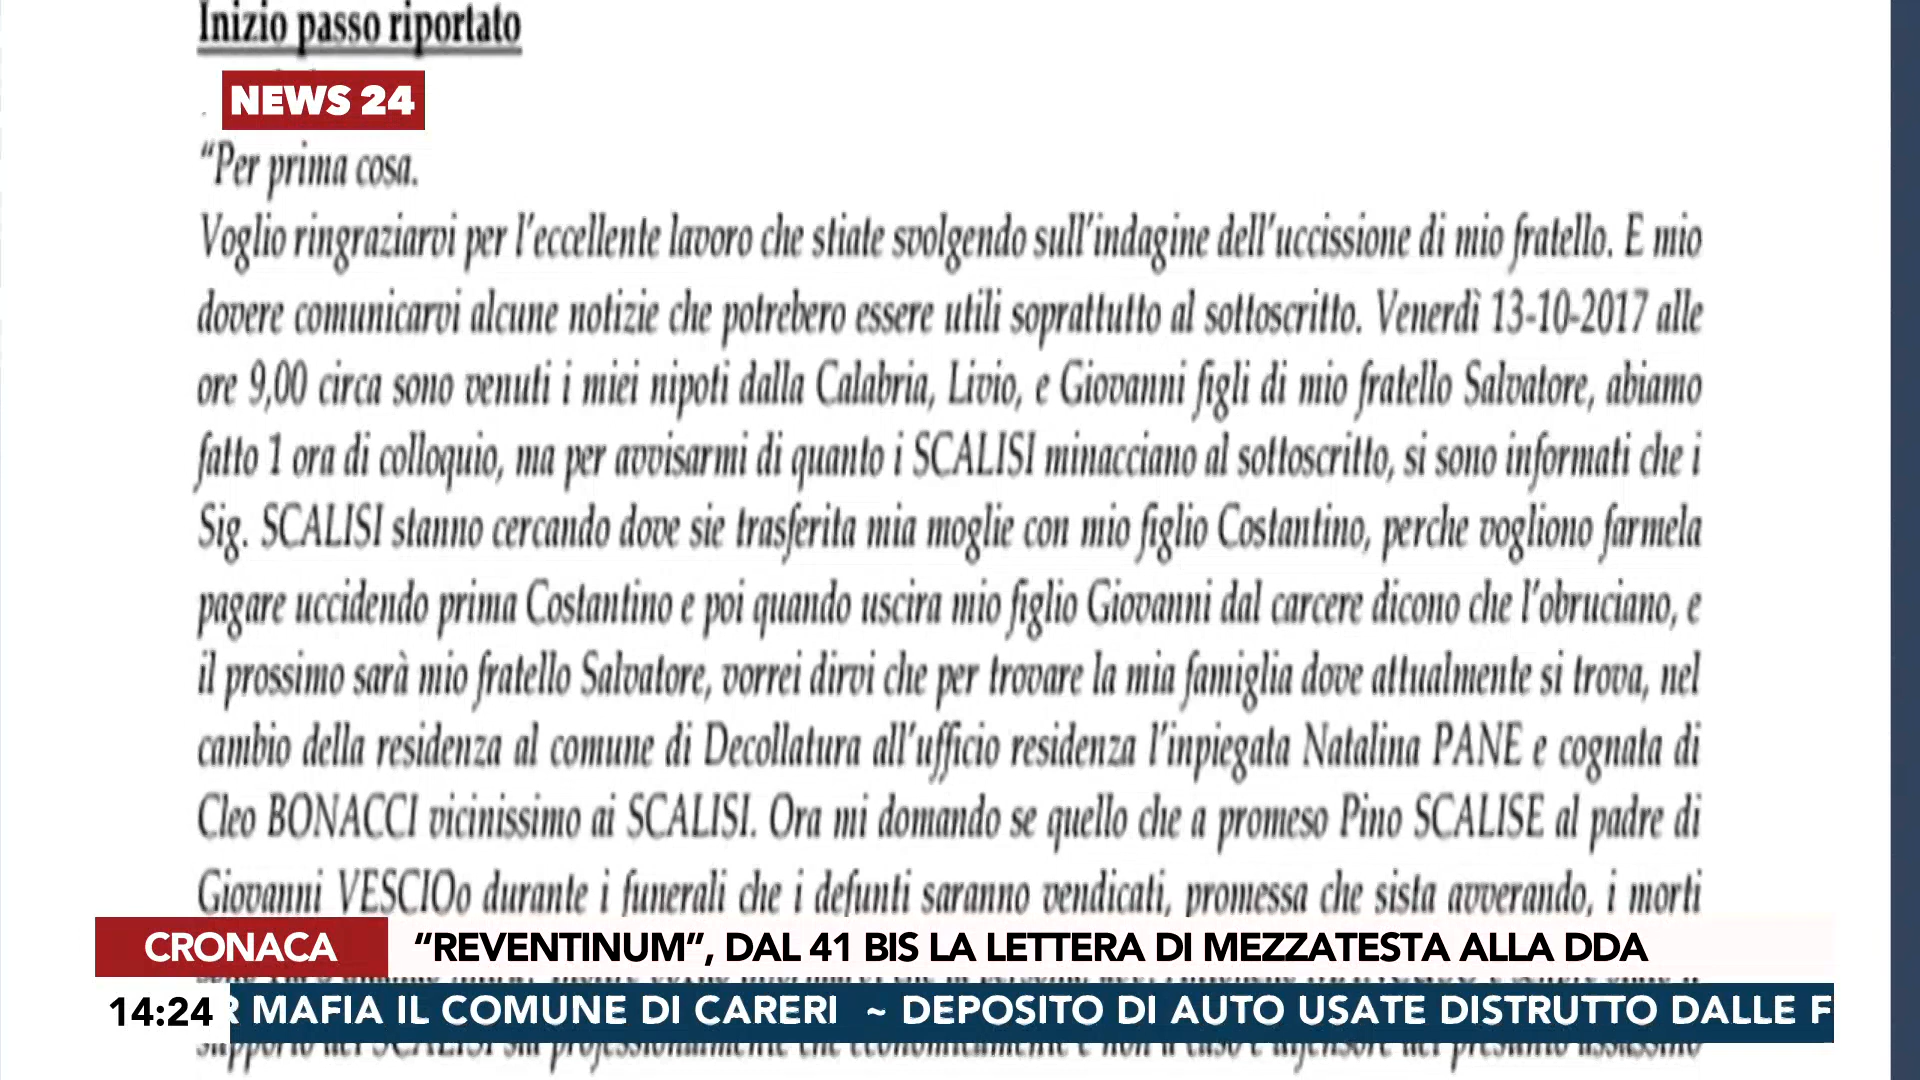 Inizio passo riportato
NEWS 24
“Per prima cosa.
Voglio ringraziarvi per l’eccellente lavoro che stiate svolgendo sull’indagine dell’uccissione di mio fratello. E mio
dovere comunicarvi alcune notizie che potrebero essere utili soprattutto al sottoscritto. Venerdì 13-10-2017 alle
ore 9,00 circa sono venuti i miei nipoti dalla Calabria, Livio, e Giovanni figli di mio fratello Salvatore, abiamo
fatto 1 ora di colloquio, ma per avvisarmi di quanto i SCALISI minacciano al sottoscritto, si sono informati che i
Sig. SCALISI stanno cercando dove sie trasferita mia moglie con mio figlio Costantino, perche vogliono farmela
pagare uccidendo prima Costantino e poi quando uscira mio figlio Giovanni dal carcere dicono che l’obruciano, e
il prossimo sarà mio fratello Salvatore, vorrei dirvi che per trovare la mia famiglia dove attualmente si trova, nel
cambio della residenza al comune di Decollatura all’ufficio residenza l’inpiegata Natalina PANE e cognata di
Cleo BONACCI vicinissimo ai SCALISI. Ora mi domando se quello che a promeso Pino SCALISE al padre di
Giovanni VESCIOo durante i funerali che i defunti saranno vendicati, promessa che sista avverando, i morti
CRONACA “REVENTINUM”, DAL 41 BIS LA LETTERA DI MEZZATESTA ALLA DDA
14:24 R MAFIA IL COMUNE DI CARERI ~ DEPOSITO DI AUTO USATE DISTRUTTO DALLE F